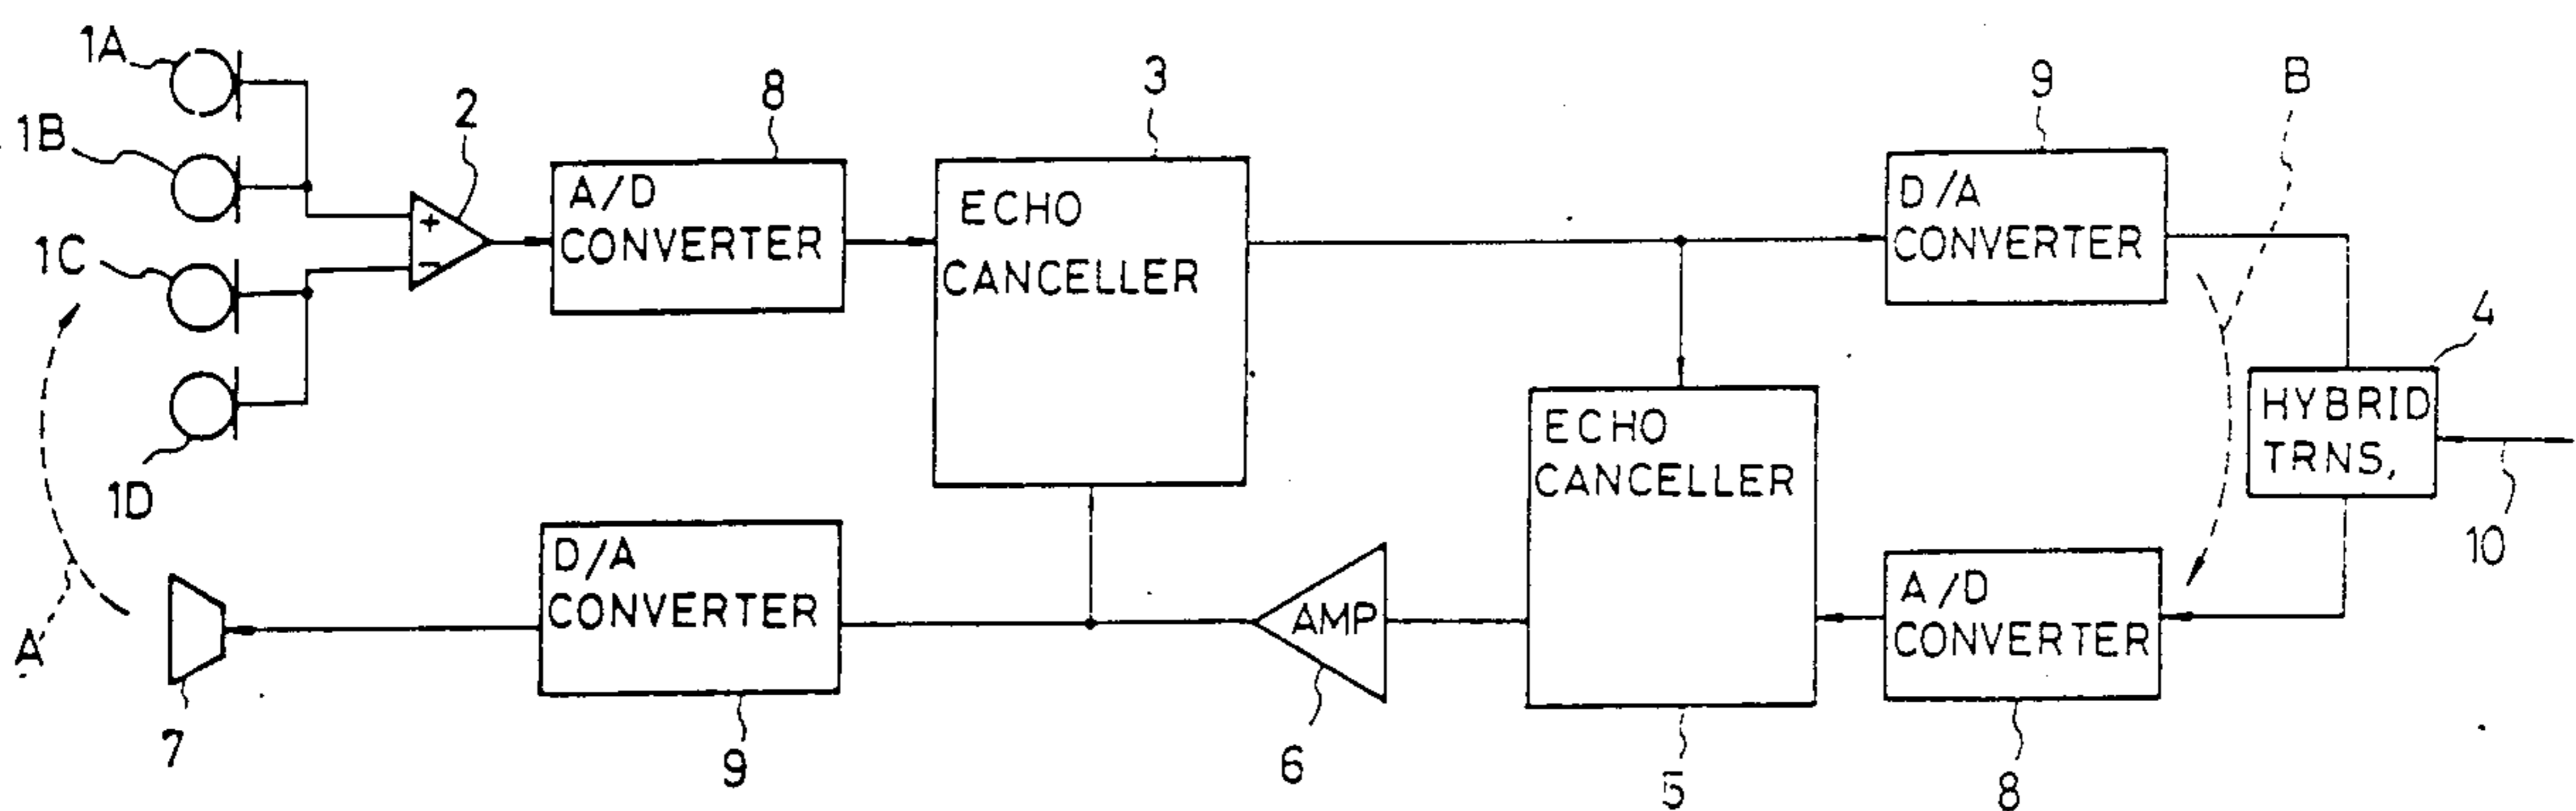 1A
1B
1C
1D
2
+
−
8
A/D
CONVERTER
3
ECHO
CANCELLER
9
D/A
CONVERTER
B
4
HYBRID
TRNS,
10
ECHO
CANCELLER
5
A/D
CONVERTER
8
AMP
6
D/A
CONVERTER
9
7
A